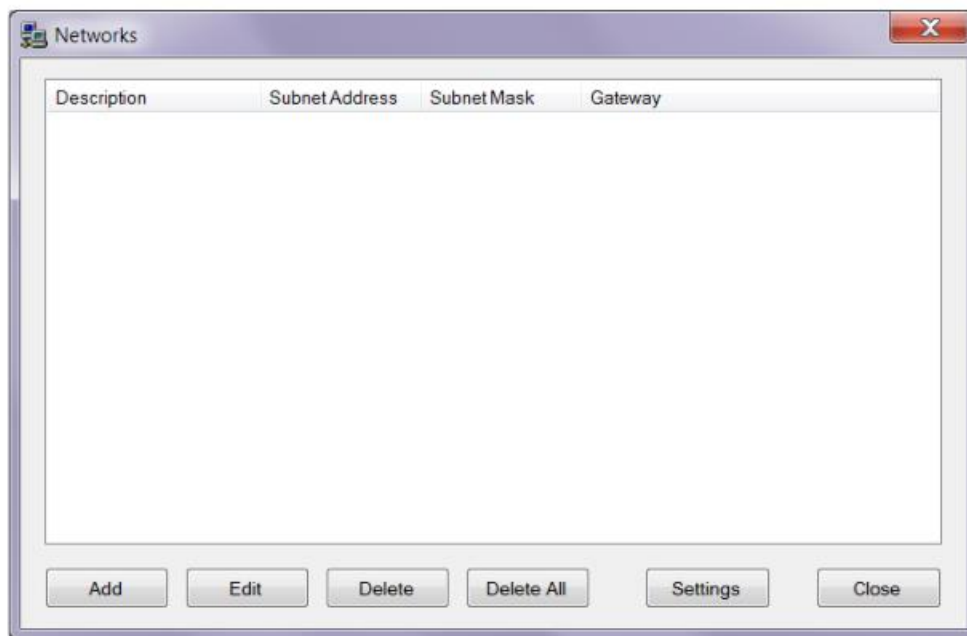 Networks
Description Subnet Address Subnet Mask Gateway
Add Edit Delete Delete All Settings Close